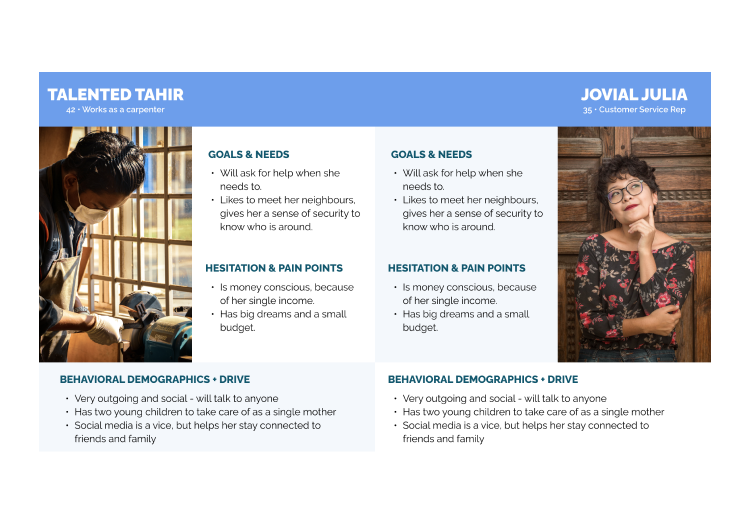 TALENTED TAHIR
42 • Works as a carpenter
JOVIAL JULIA
35 • Customer Service Rep
GOALS & NEEDS
• Will ask for help when she
needs to.
• Likes to meet her neighbours,
gives her a sense of security to
know who is around.
HESITATION & PAIN POINTS
• Is money conscious, because
of her single income.
• Has big dreams and a small
budget.
GOALS & NEEDS
• Will ask for help when she
needs to.
• Likes to meet her neighbours,
gives her a sense of security to
know who is around.
HESITATION & PAIN POINTS
• Is money conscious, because
of her single income.
• Has big dreams and a small
budget.
BEHAVIORAL DEMOGRAPHICS + DRIVE
• Very outgoing and social - will talk to anyone
• Has two young children to take care of as a single mother
• Social media is a vice, but helps her stay connected to
friends and family
BEHAVIORAL DEMOGRAPHICS + DRIVE
• Very outgoing and social - will talk to anyone
• Has two young children to take care of as a single mother
• Social media is a vice, but helps her stay connected to
friends and family